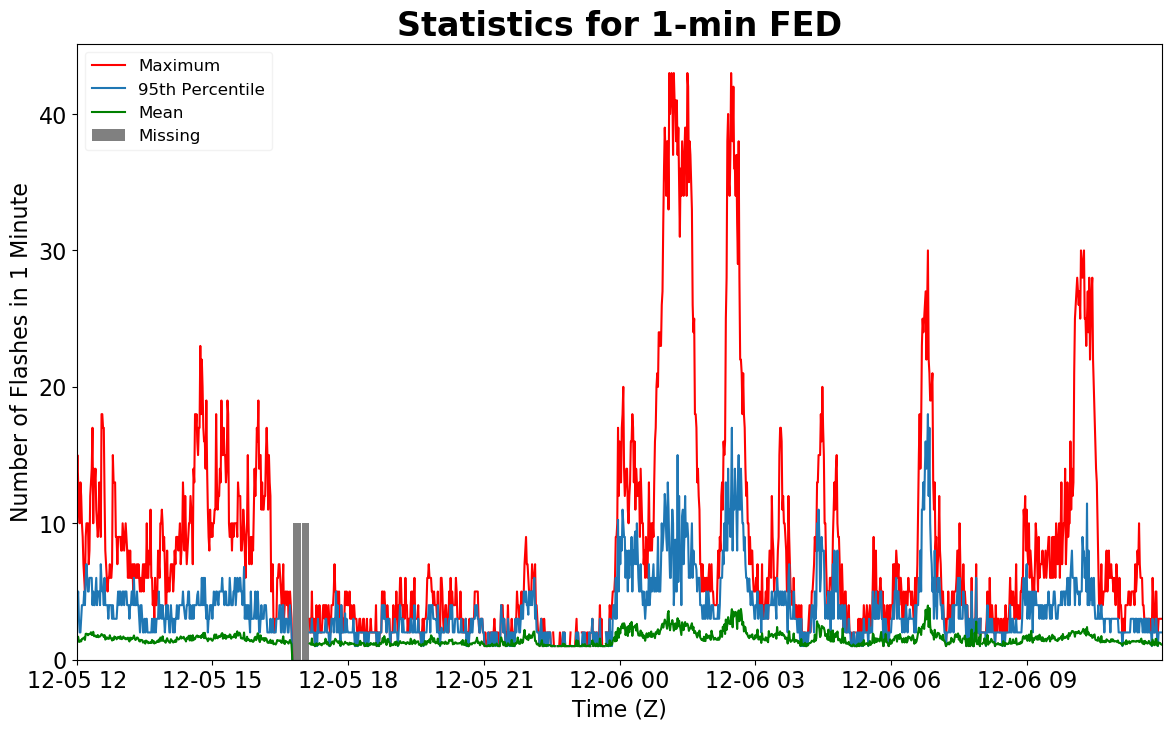 Statistics for 1-min FED
Maximum
95th Percentile
Mean
Missing
Number of Flashes in 1 Minute
40
30
20
10
0
12-05 12 12-05 15 12-05 18 12-05 21 12-06 00 12-06 03 12-06 06 12-06 09
Time (Z)